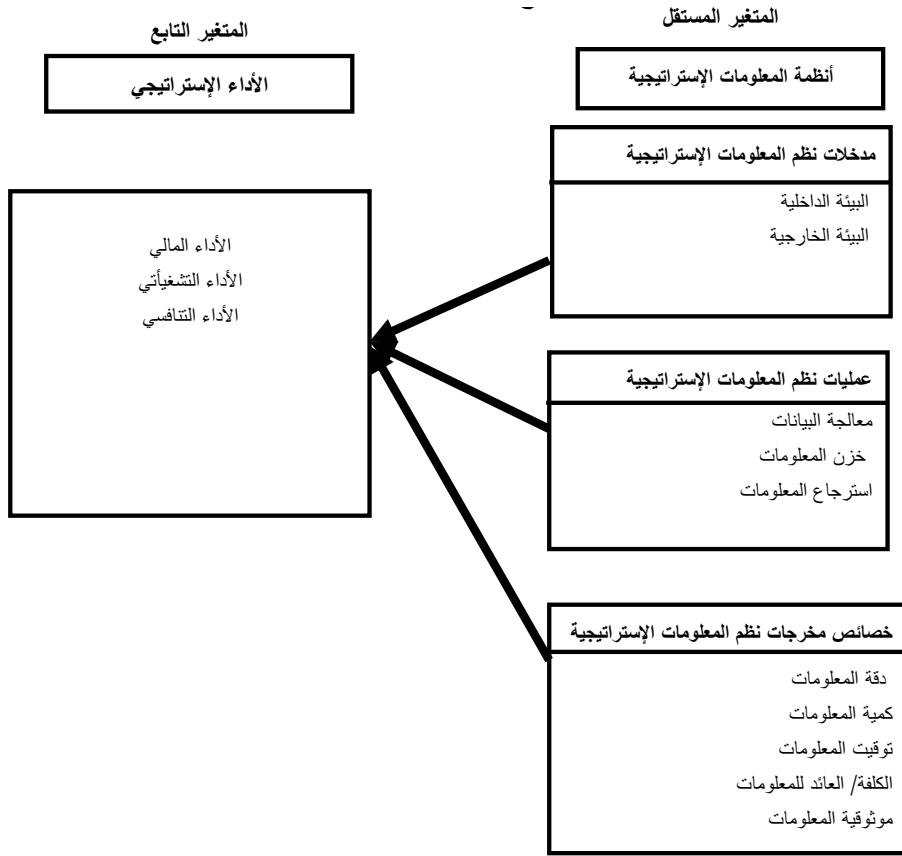 المتغير المستقل
أنظمة المعلومات الإستراتيجية
مدخلات نظم المعلومات الإستراتيجية
البيئة الداخلية
البيئة الخارجية
عمليات نظم المعلومات الإستراتيجية
معالجة البيانات
خزن المعلومات
استرجاع المعلومات
خصائص مخرجات نظم المعلومات الإستراتيجية
دقة المعلومات
كمية المعلومات
توقيت المعلومات
الكلفة/ العائد للمعلومات
موثوقية المعلومات
المتغير التابع
الأداء الإستراتيجي
الأداء المالي
الأداء التشغيأتي
الأداء التنافسي